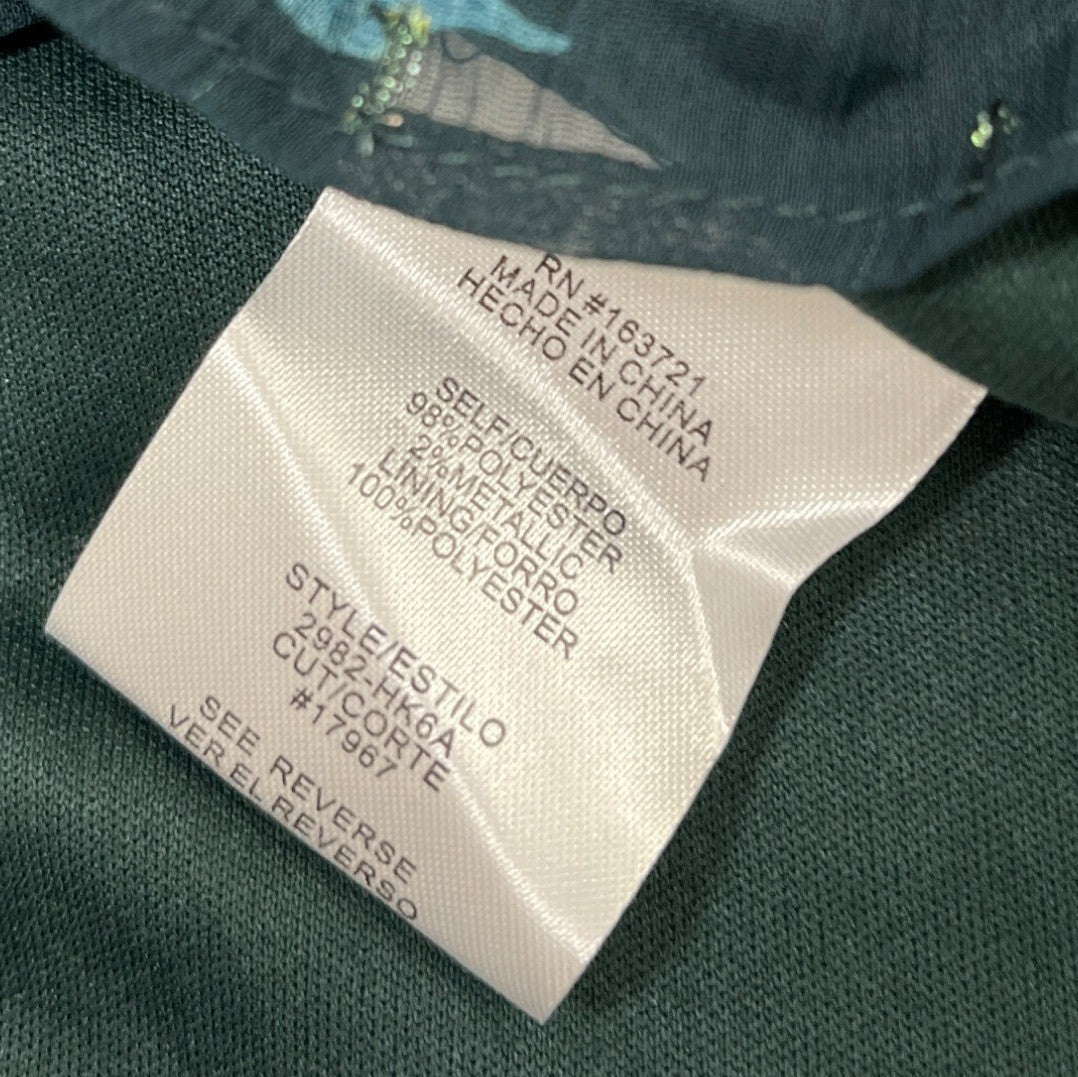 RN #163721
MADE IN CHINA
HECHO EN CHINA
SELF/CUERPO
98%POLYESTER
2%METALLIC
LINING/FORRO
100%POLYESTER
STYLE/ESTILO
2982-HK6A
CUT/CORTE
#17967
SEE REVERSE
VER EL REVERSO